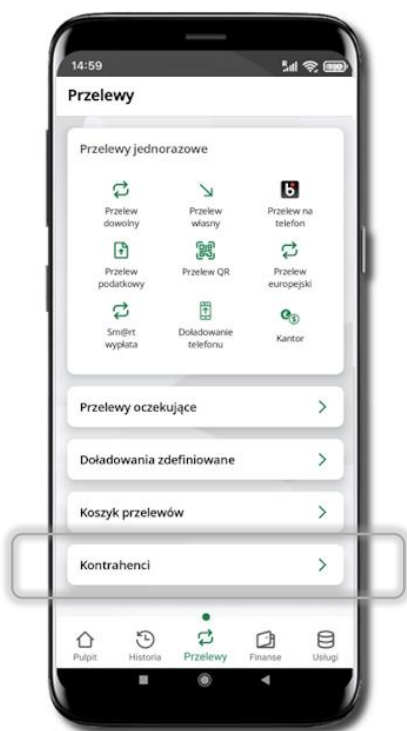 14:59
Przelewy
Przelewy jednorazowe
Przelew
dowolny
Przelew
własny
Przelew na
telefon
Przelew
podatkowy
Przelew QR
Przelew
europejski
Sm@rt
wypłata
Doładowanie
telefonu
Kantor
Przelewy oczekujące
Doładowania zdefiniowane
Koszyk przelewów
Kontrahenci
Pulpit
Historia
Przelewy
Finanse
Usługi